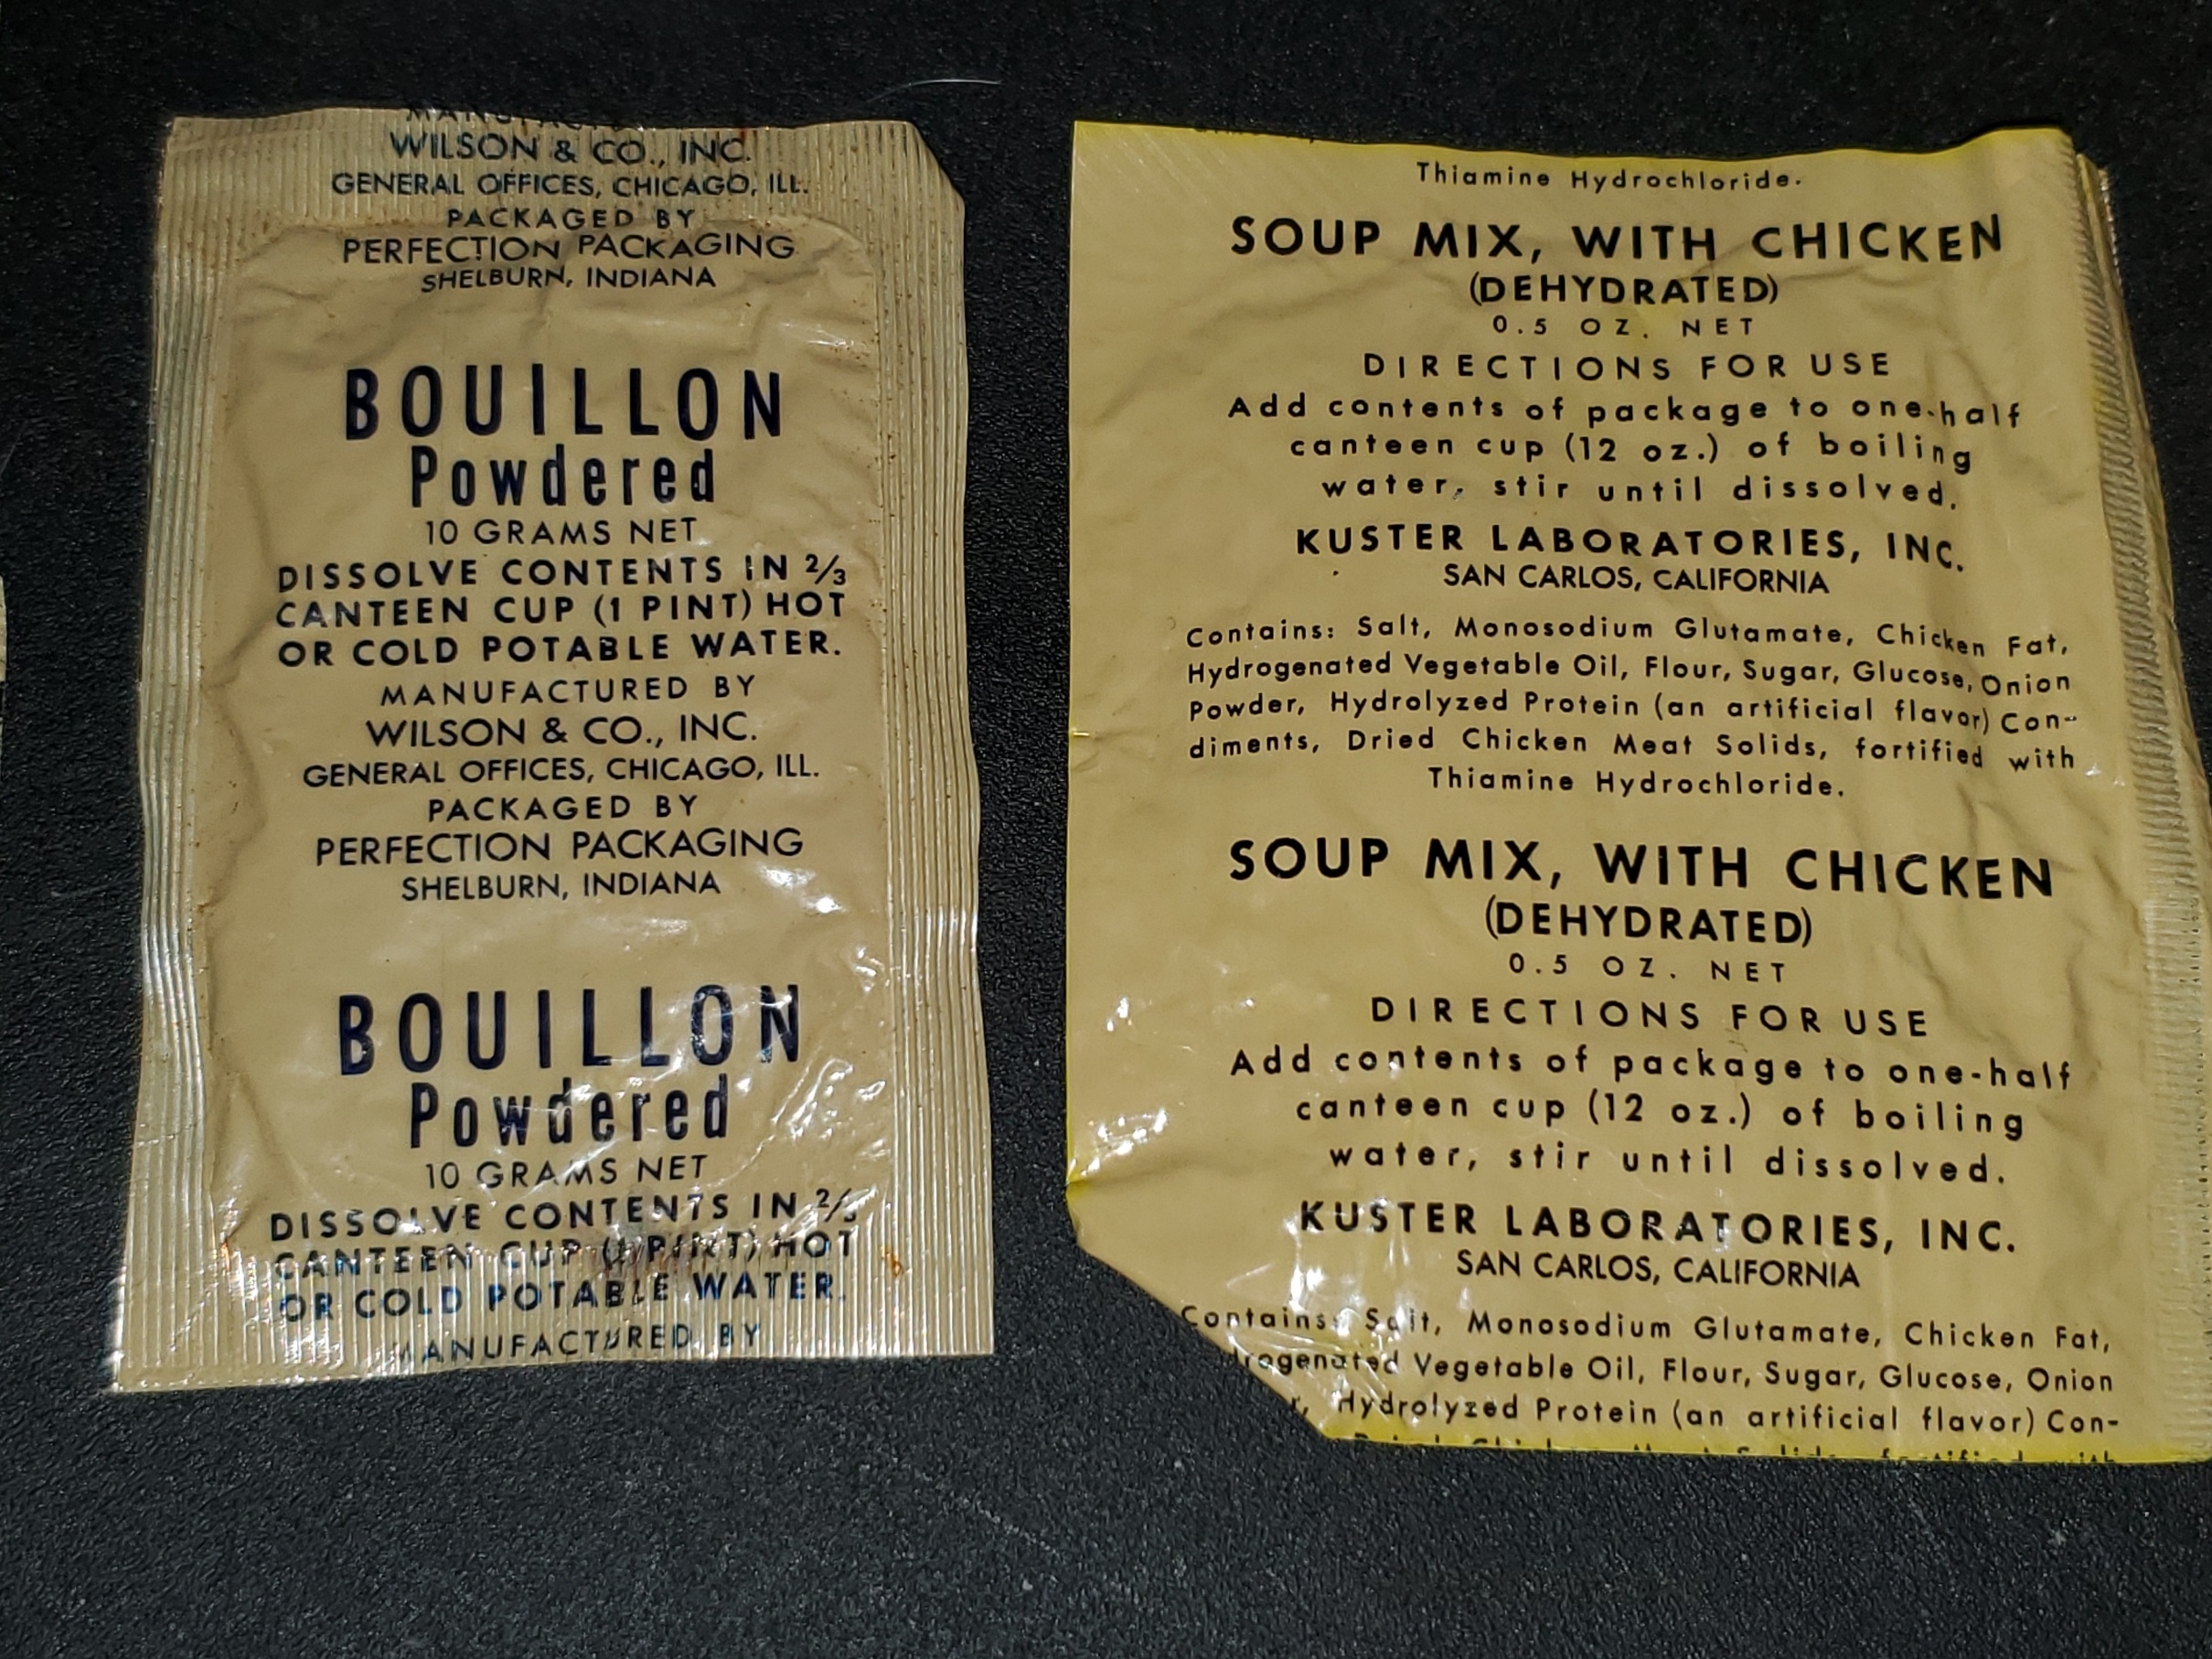 WILSON & CO., INC.
GENERAL OFFICES, CHICAGO, ILL.
PACKAGED BY
PERFECTION PACKAGING
SHELBURN, INDIANA
BOUILLON
Powdered
10 GRAMS NET
DISSOLVE CONTENTS IN 2/3
CANTEEN CUP (1 PINT) HOT
OR COLD POTABLE WATER.
MANUFACTURED BY
WILSON & CO., INC.
GENERAL OFFICES, CHICAGO, ILL.
PACKAGED BY
PERFECTION PACKAGING
SHELBURN, INDIANA
BOUILLON
Powdered
10 GRAMS NET
DISSOLVE CONTENTS IN 2/3
CANTEEN CUP (1 PINT) HOT
OR COLD POTABLE WATER.
MANUFACTURED BY
Thiamine Hydrochloride.
SOUP MIX, WITH CHICKEN
(DEHYDRATED)
0.5 OZ. NET
DIRECTIONS FOR USE
Add contents of package to one-half
canteen cup (12 oz.) of boiling
water, stir until dissolved.
KUSTER LABORATORIES, INC.
SAN CARLOS, CALIFORNIA
Contains: Salt, Monosodium Glutamate, Chicken Fat,
Hydrogenated Vegetable Oil, Flour, Sugar, Glucose, Onion
Powder, Hydrolyzed Protein (an artificial flavor) Con-
diments, Dried Chicken Meat Solids, fortified with
Thiamine Hydrochloride.
SOUP MIX, WITH CHICKEN
(DEHYDRATED)
0.5 OZ. NET
DIRECTIONS FOR USE
Add contents of package to one-half
canteen cup (12 oz.) of boiling
water, stir until dissolved.
KUSTER LABORATORIES, INC.
SAN CARLOS, CALIFORNIA
Contains: Salt, Monosodium Glutamate, Chicken Fat,
drogenated Vegetable Oil, Flour, Sugar, Glucose, Onion
r, Hydrolyzed Protein (an artificial flavor) Con-